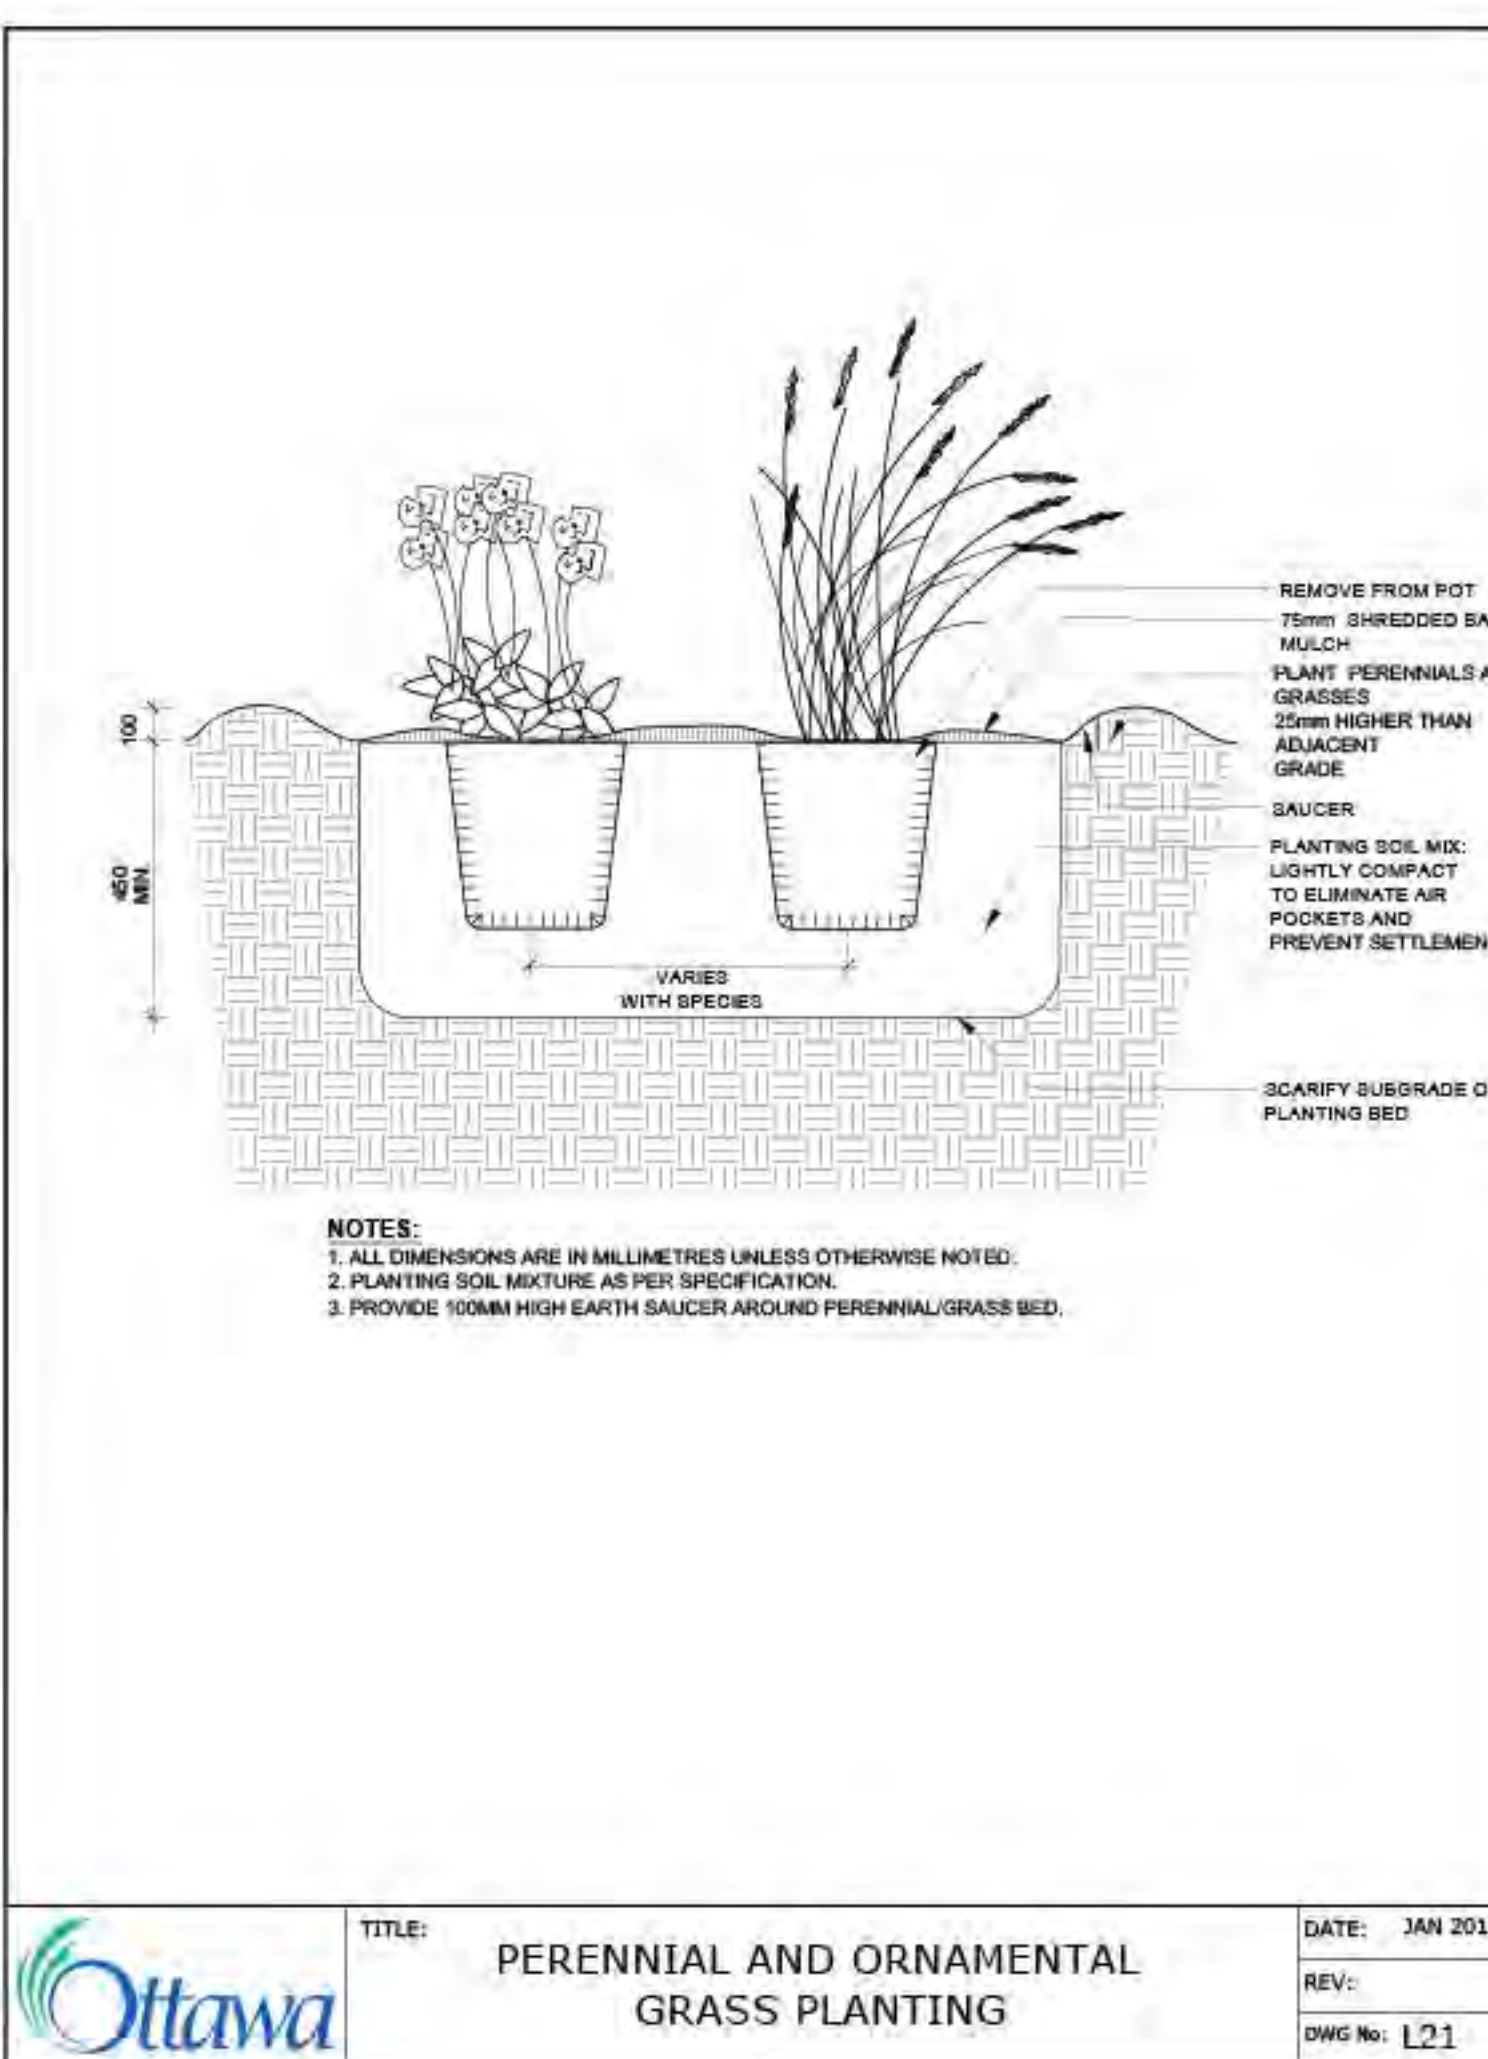 REMOVE FROM POT
75mm SHREDDED BA
MULCH
PLANT PERENNIALS A
GRASSES
25mm HIGHER THAN
ADJACENT
GRADE
SAUCER
PLANTING SOIL MIX:
LIGHTLY COMPACT
TO ELIMINATE AIR
POCKETS AND
PREVENT SETTLEMEN
SCARIFY SUBGRADE O
PLANTING BED
100
450
MIN.
VARIES
WITH SPECIES
NOTES:
1. ALL DIMENSIONS ARE IN MILLIMETRES UNLESS OTHERWISE NOTED.
2. PLANTING SOIL MIXTURE AS PER SPECIFICATION.
3. PROVIDE 100MM HIGH EARTH SAUCER AROUND PERENNIAL/GRASS BED.
Ottawa
TITLE:
PERENNIAL AND ORNAMENTAL
GRASS PLANTING
DATE: JAN 201
REV:
DWG No: L21